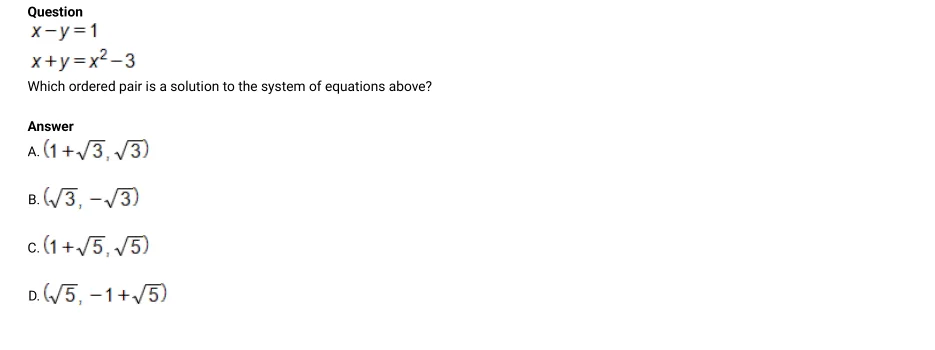 Question
x − y = 1
x + y = x² − 3
Which ordered pair is a solution to the system of equations above?
Answer
A. (1 + √3, √3)
B. (√3, −√3)
C. (1 + √5, √5)
D. (√5, −1 + √5)